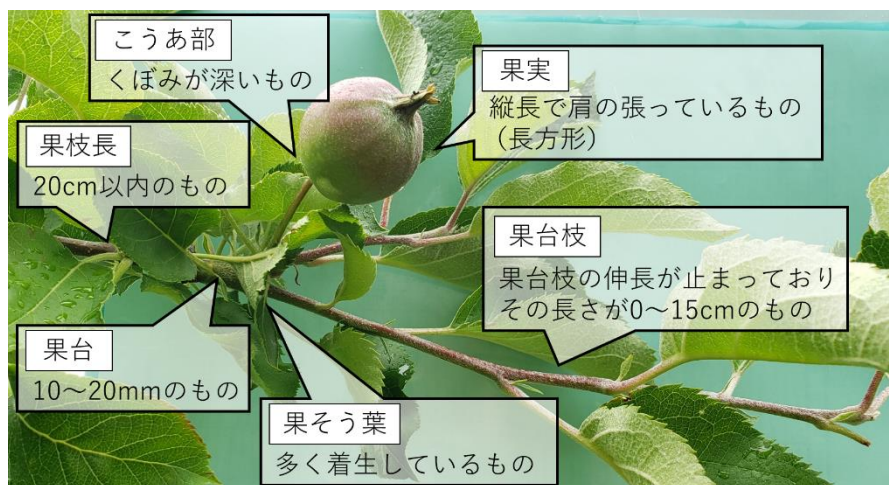 こうあ部
くぼみが深いもの
果実
縦長で肩の張っているもの
（長方形）
果枝長
20cm以内のもの
果台枝
果台枝の伸長が止まっており
その長さが0～15cmのもの
果台
10～20mmのもの
果そう葉
多く着生しているもの